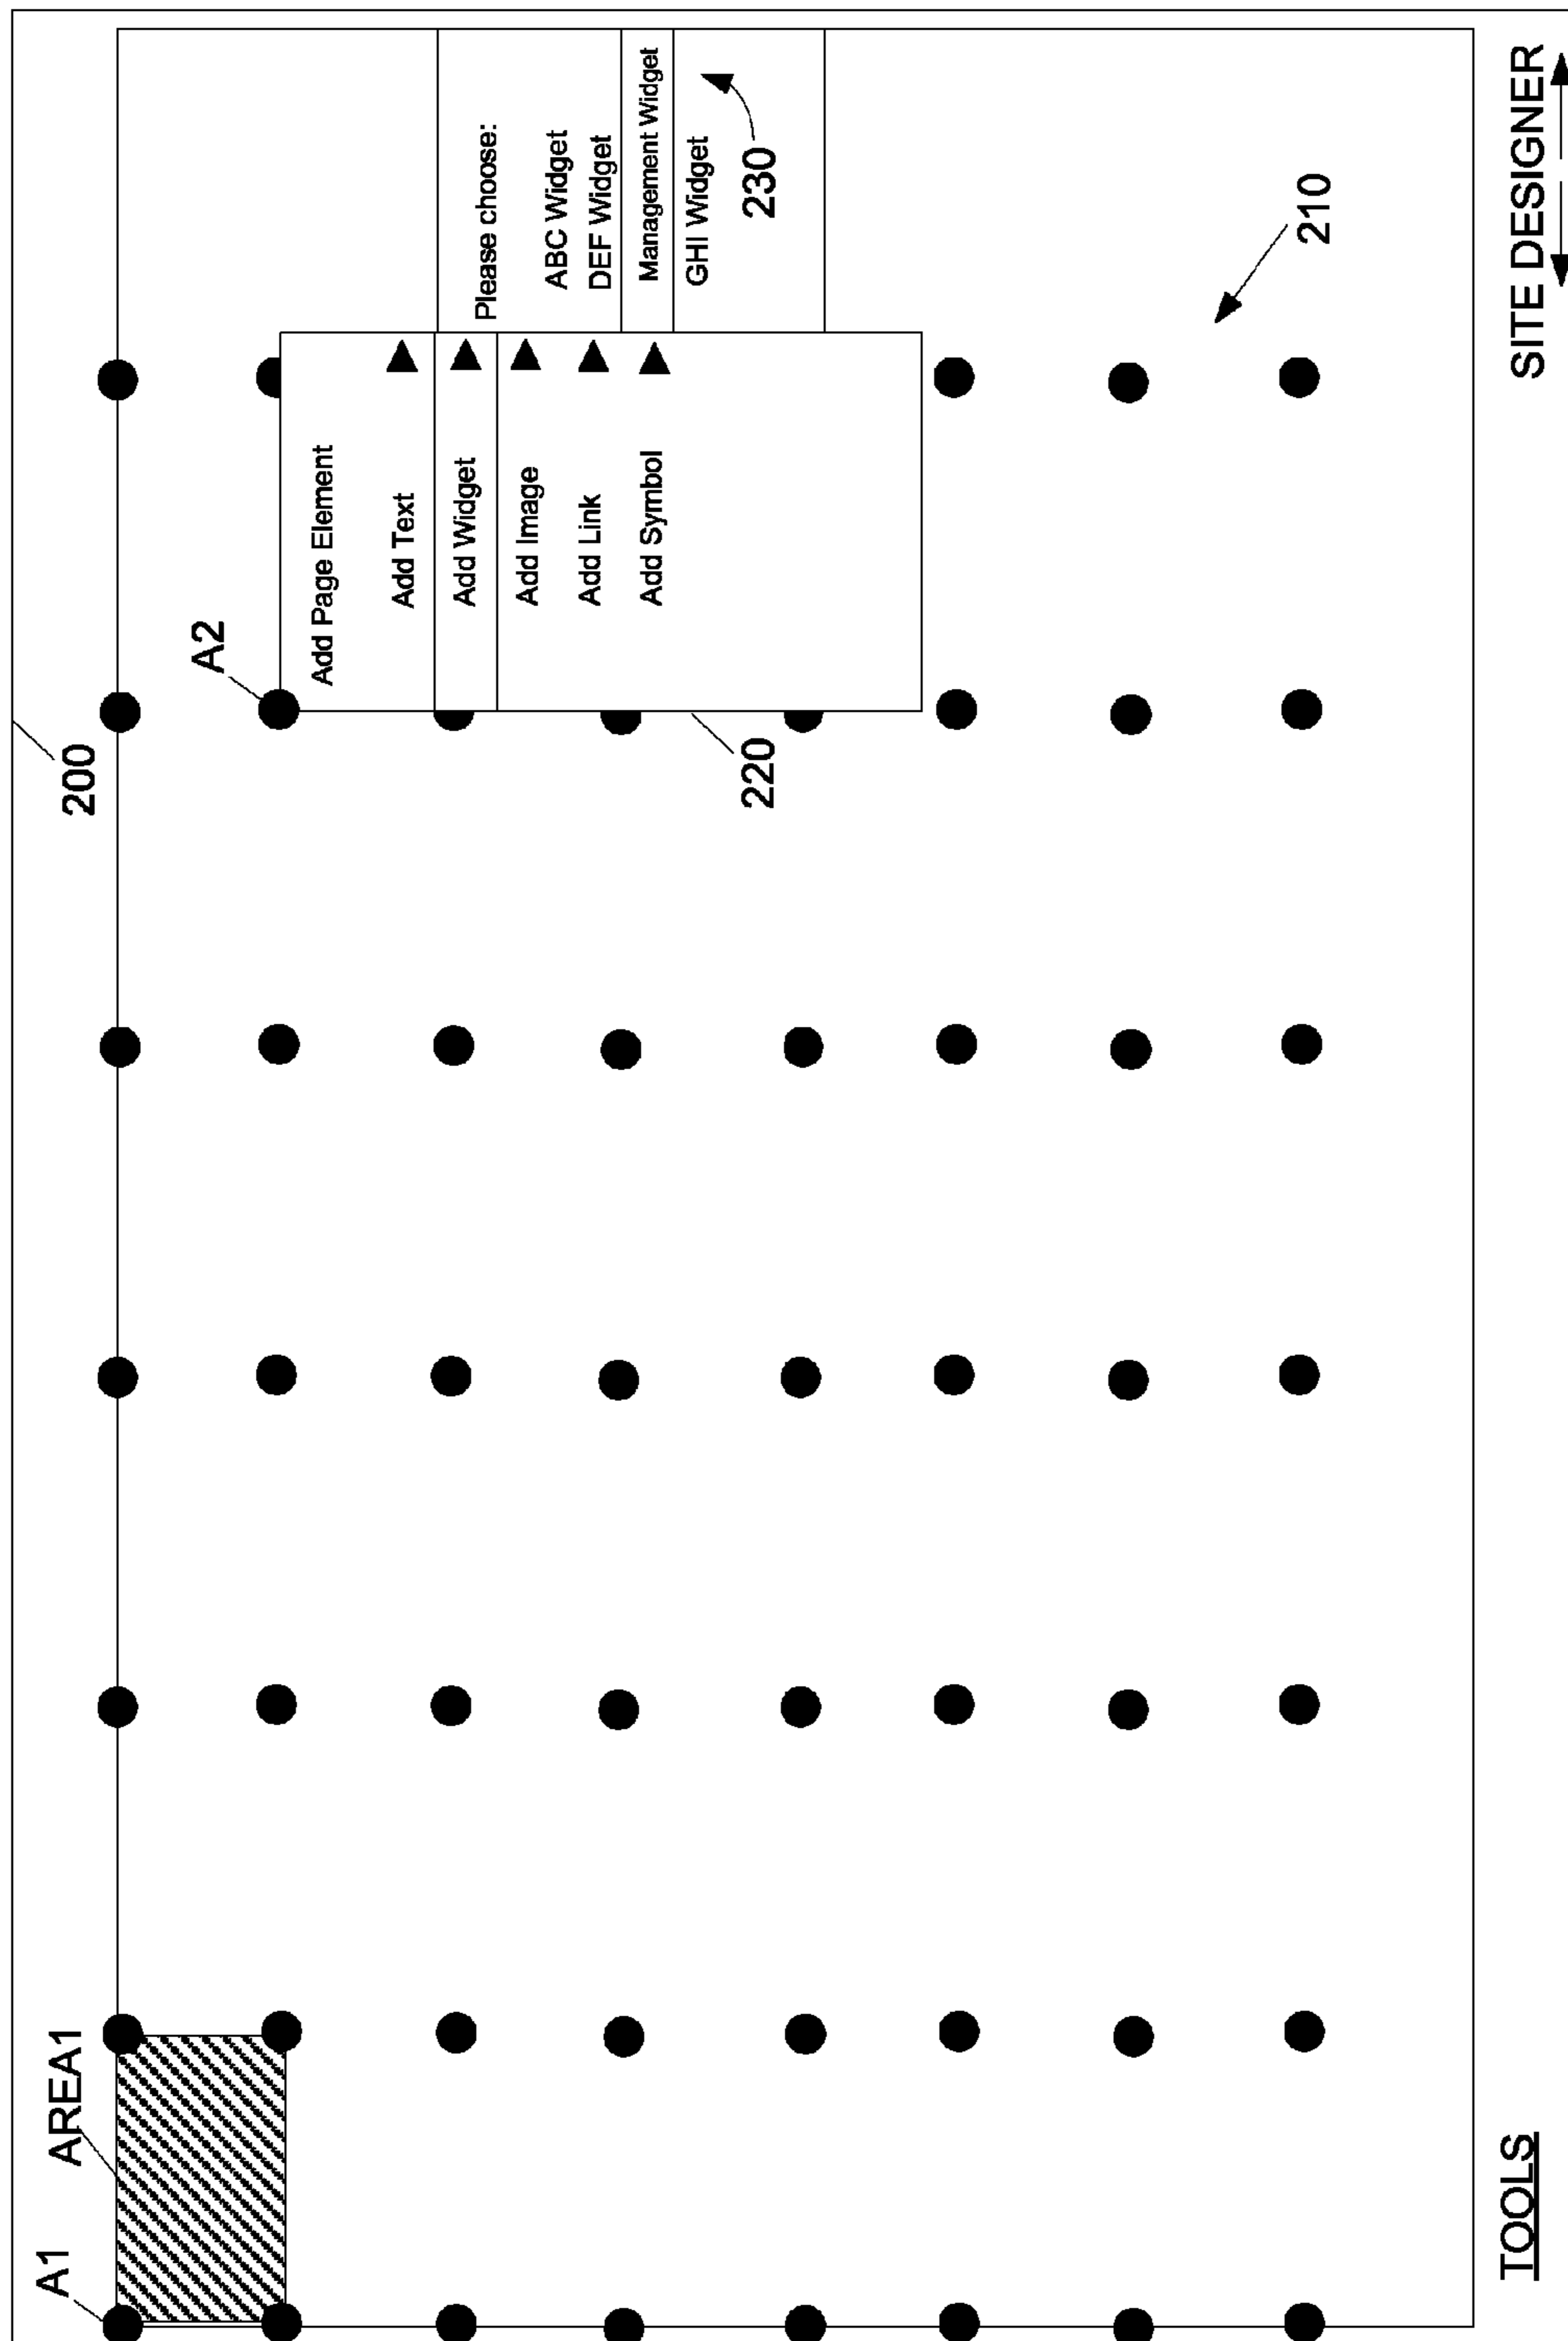 200
A1
AREA1
A2
Add Page Element
Add Text
Add Widget
Add Image
Add Link
Add Symbol
220
Please choose:
ABC Widget
DEF Widget
Management Widget
GHI Widget
230
210
TOOLS
SITE DESIGNER